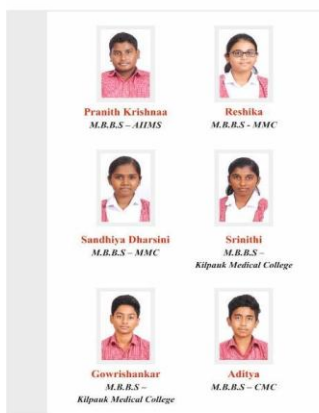 Pranith Krishnaa
M.B.B.S – AIIMS
Reshika
M.B.B.S - MMC
Sandhiya Dharsini
M.B.B.S – MMC
Srinithi
M.B.B.S –
Kilpauk Medical College
Gowrishankar
M.B.B.S –
Kilpauk Medical College
Aditya
M.B.B.S – CMC